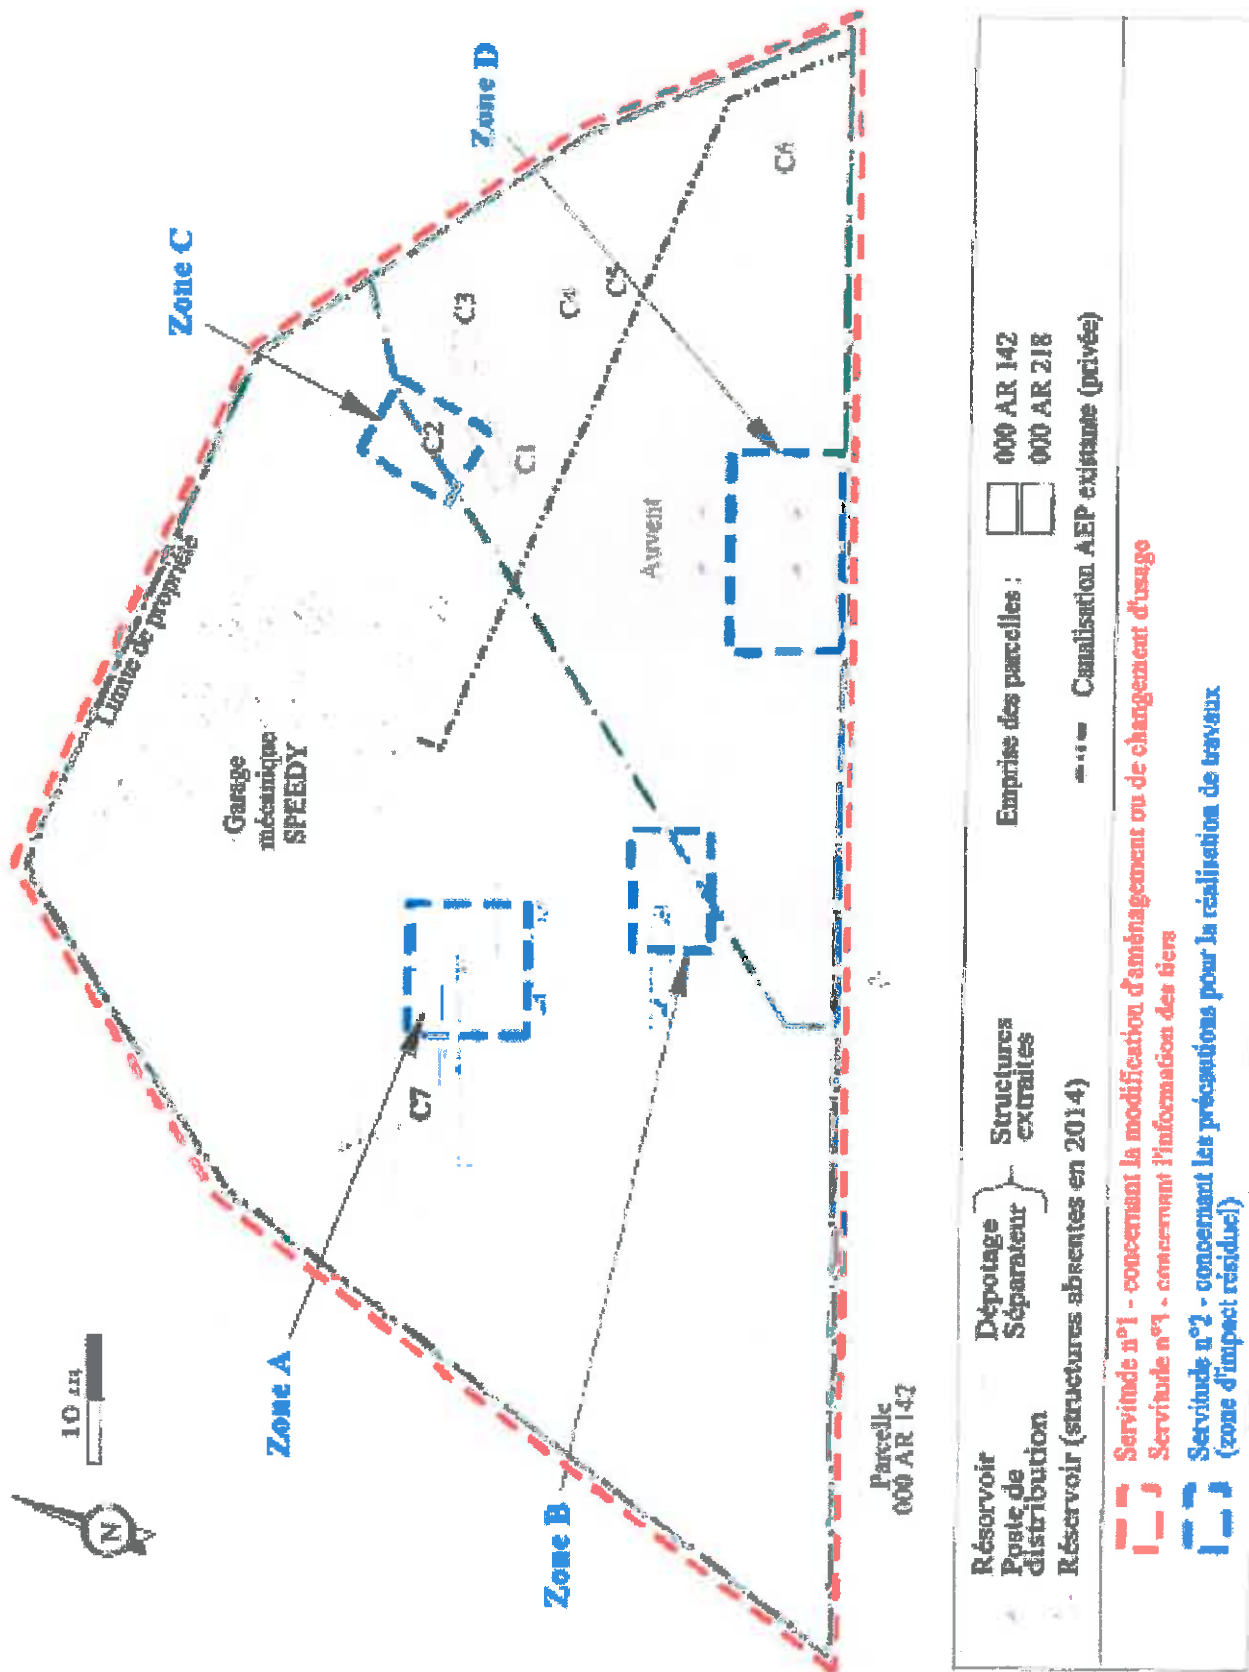 10 m
N
Zone A
Zone B
Zone C
Zone D
Limite de propriété
Garage
mécanique
SPEEDY
C7
C2
C3
C1
C4
C5
C6
Auvent
Parcelle
000 AR 142
Réservoir
Poste de
distribution
Dépotage
Séparateur
Structures
extraites
Réservoir (structures absentes en 2014)
Emprise des parcelles :
000 AR 142
000 AR 218
Canalisation AEP existante (privée)
Servitude n°1 - concernant la modification d'aménagement ou de changement d'usage
Servitude n°3 - concernant l'information des tiers
Servitude n°2 - concernant les précautions pour la réalisation de travaux
(zone d'impact résiduel)